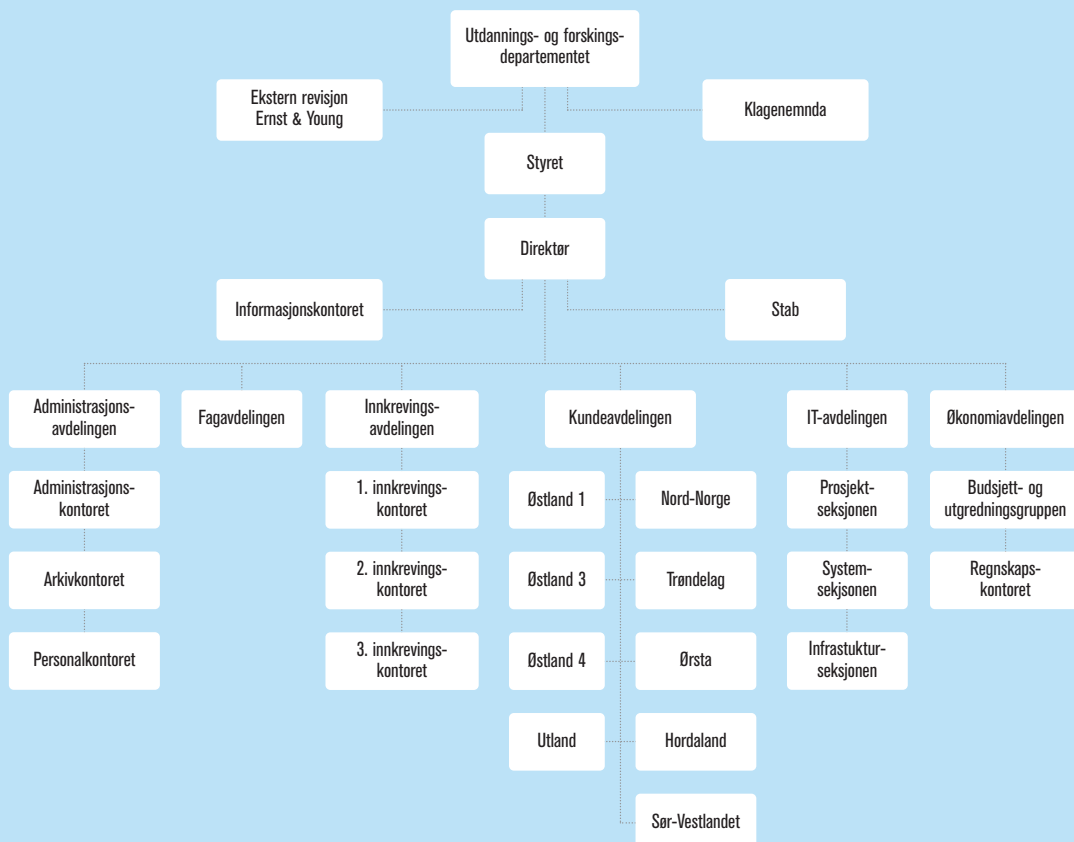 Utdannings- og forskings-
departementet
Ekstern revisjon
Ernst & Young
Klagenemnda
Styret
Direktør
Informasjonskontoret
Stab
Administrasjons-
avdelingen
Fagavdelingen
Innkrevings-
avdelingen
Kundeavdelingen
IT-avdelingen
Økonomiavdelingen
Administrasjons-
kontoret
1. innkrevings-
kontoret
Østland 1
Nord-Norge
Prosjekt-
seksjonen
Budsjett- og
utgredningsgruppen
Arkivkontoret
2. innkrevings-
kontoret
Østland 3
Trøndelag
System-
sekjsonen
Regnskaps-
kontoret
Personalkontoret
3. innkrevings-
kontoret
Østland 4
Ørsta
Infrastuktur-
seksjonen
Utland
Hordaland
Sør-Vestlandet